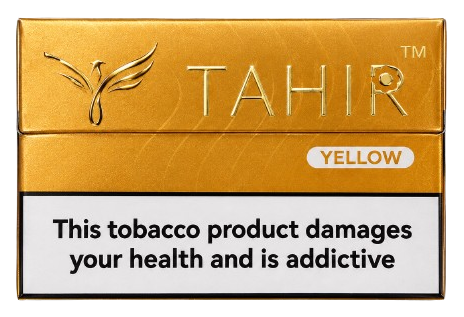 TAHIR™
YELLOW
This tobacco product damages
your health and is addictive